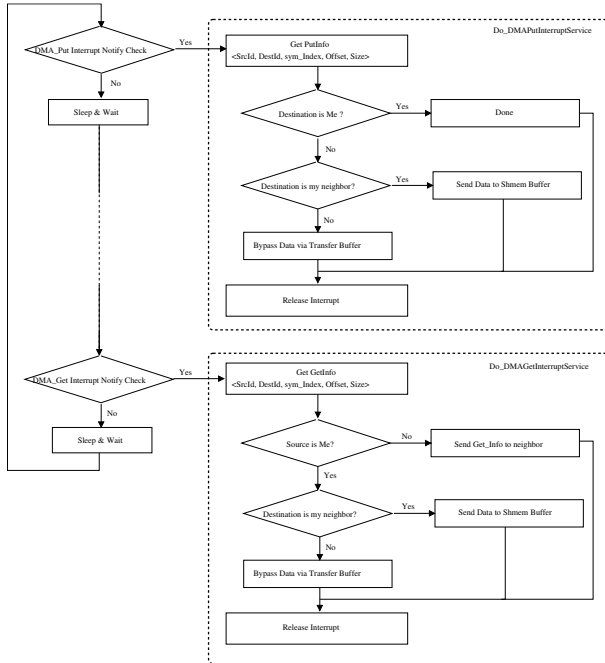 Do_DMAPutInterruptService
DMA_Put Interrupt Notify Check
Yes
Get PutInfo
<SrcId, DestId, sym_Index, Offset, Size>
No
Sleep & Wait
Destination is Me ?
Yes
Done
No
Destination is my neighbor?
Yes
Send Data to Shmem Buffer
No
Bypass Data via Transfer Buffer
Release Interrupt
Do_DMAGetInterruptService
DMA_Get Interrupt Notify Check
Yes
Get GetInfo
<SrcId, DestId, sym_Index, Offset, Size>
No
Sleep & Wait
Source is Me?
No
Send Get_Info to neighbor
Yes
Destination is my neighbor?
Yes
Send Data to Shmem Buffer
No
Bypass Data via Transfer Buffer
Release Interrupt